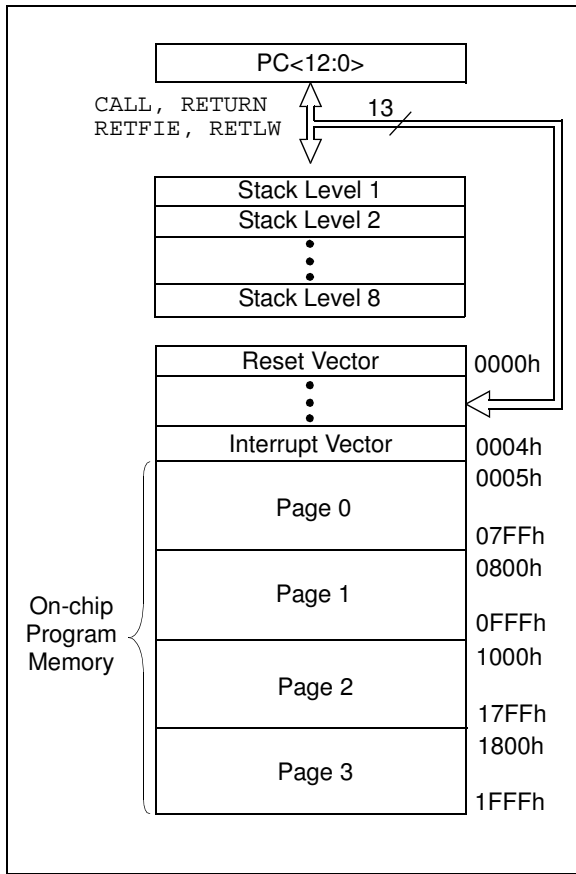 PC<12:0>
CALL, RETURN
RETFIE, RETLW
13
Stack Level 1
Stack Level 2
Stack Level 8
Reset Vector
0000h
Interrupt Vector
0004h
0005h
Page 0
07FFh
0800h
Page 1
0FFFh
On-chip
Program
Memory
1000h
Page 2
17FFh
1800h
Page 3
1FFFh